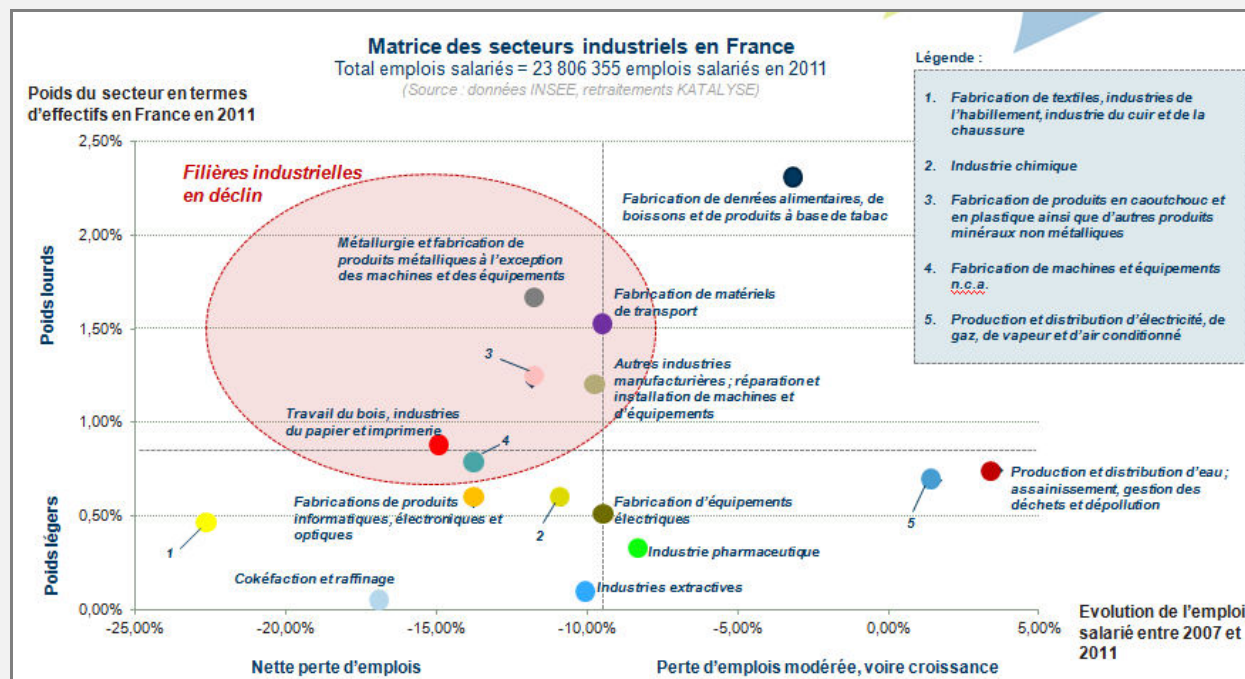 Matrice des secteurs industriels en France
Total emplois salariés = 23 806 355 emplois salariés en 2011
(Source : données INSEE, retraitements KATALYSE)
Poids du secteur en termes
d'effectifs en France en 2011
Légende :
1. Fabrication de textiles, industries de
l'habillement, industrie du cuir et de la
chaussure
2. Industrie chimique
3. Fabrication de produits en caoutchouc et
en plastique ainsi que d'autres produits
minéraux non métalliques
4. Fabrication de machines et équipements
n.c.a.
5. Production et distribution d'électricité, de
gaz, de vapeur et d'air conditionné
2,50%
2,00%
1,50%
1,00%
0,50%
0,00%
Poids lourds
Poids légers
Filières industrielles
en déclin
Fabrication de denrées alimentaires, de
boissons et de produits à base de tabac
Métallurgie et fabrication de
produits métalliques à l'exception
des machines et des équipements
Fabrication de matériels
de transport
3
Autres industries
manufacturières ; réparation et
installation de machines et
d'équipements
Travail du bois, industries
du papier et imprimerie
4
Fabrications de produits
informatiques, électroniques et
optiques
2
Fabrication d'équipements
électriques
5
Production et distribution d'eau ;
assainissement, gestion des
déchets et dépollution
1
Industrie pharmaceutique
Cokéfaction et raffinage
Industries extractives
-25,00%
-20,00%
-15,00%
-10,00%
-5,00%
0,00%
5,00%
Evolution de l'emploi
salarié entre 2007 et
2011
Nette perte d'emplois
Perte d'emplois modérée, voire croissance